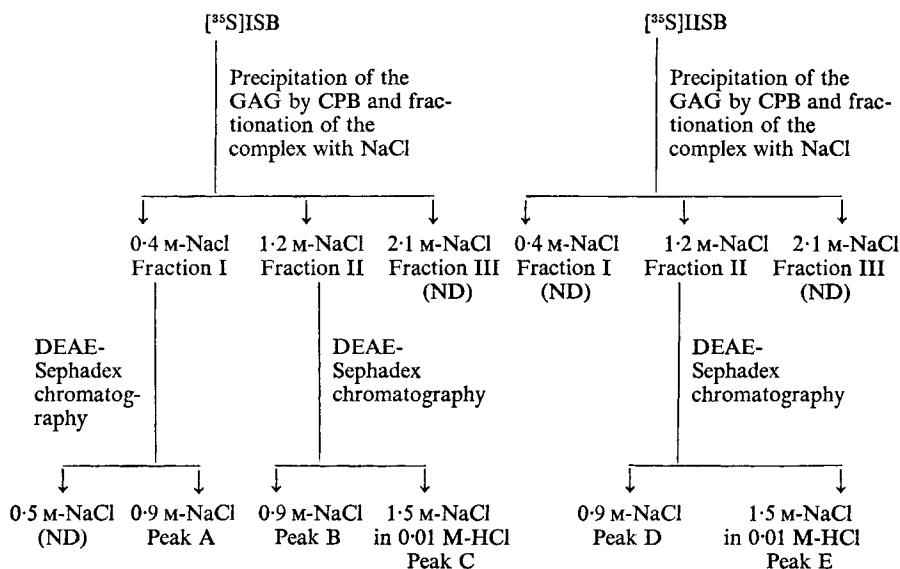 [³⁵S]ISB
Precipitation of the
GAG by CPB and frac-
tionation of the
complex with NaCl
0·4 M-Nacl
Fraction I
1·2 M-NaCl
Fraction II
2·1 M-NaCl
Fraction III
(ND)
DEAE-
Sephadex
chromatog-
raphy
DEAE-
Sephadex
chromatography
0·5 M-NaCl
(ND)
0·9 M-NaCl
Peak A
0·9 M-NaCl
Peak B
1·5 M-NaCl
in 0·01 M-HCl
Peak C
[³⁵S]IISB
Precipitation of the
GAG by CPB and frac-
tionation of the
complex with NaCl
0·4 M-NaCl
Fraction I
(ND)
1·2 M-NaCl
Fraction II
2·1 M-NaCl
Fraction III
(ND)
DEAE-
Sephadex
chromatography
0·9 M-NaCl
Peak D
1·5 M-NaCl
in 0·01 M-HCl
Peak E